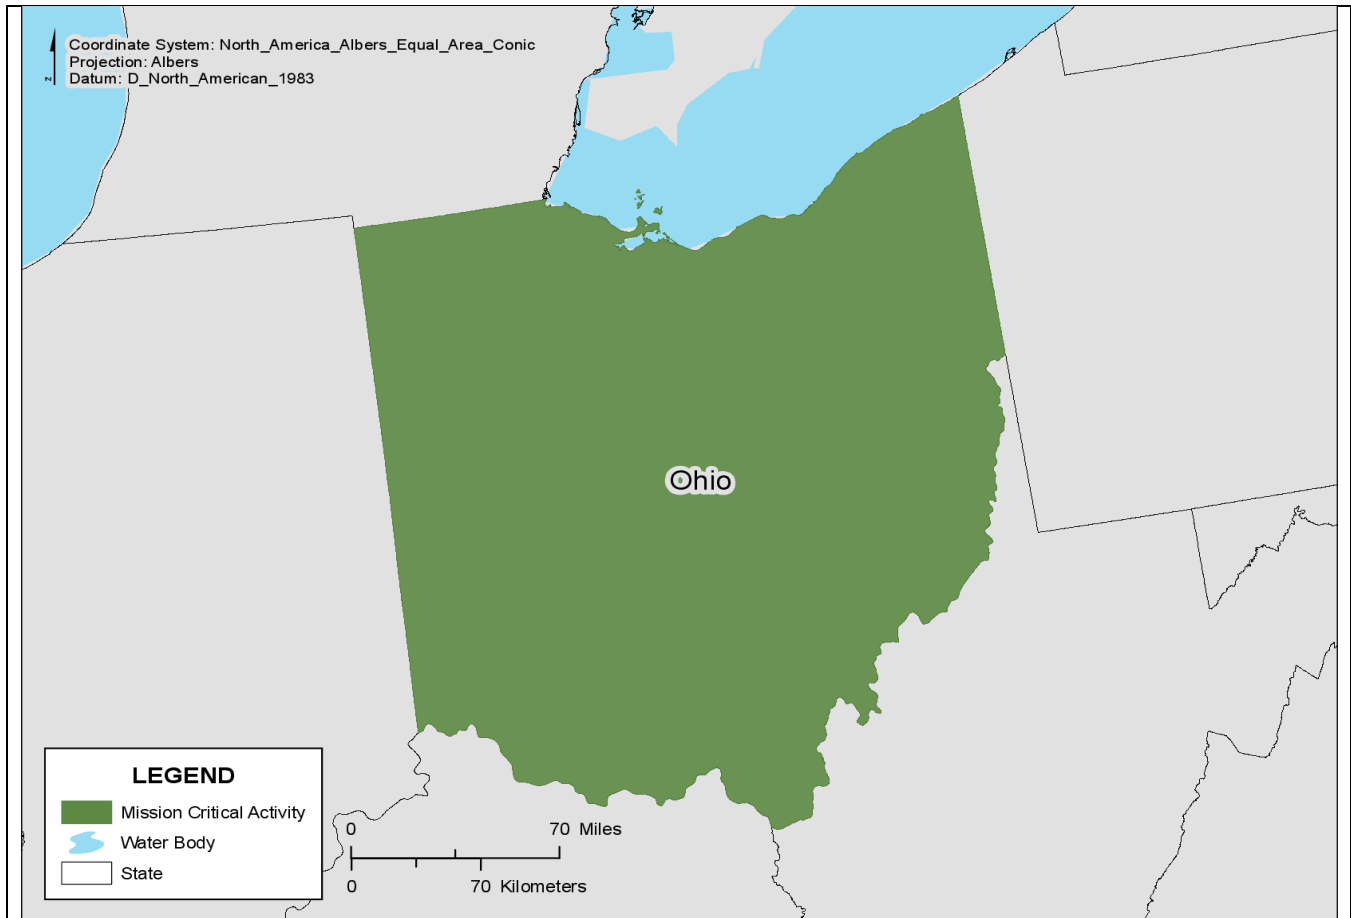 Coordinate System: North_America_Albers_Equal_Area_Conic
Projection: Albers
Datum: D_North_American_1983
z
Ohio
LEGEND
Mission Critical Activity
Water Body
State
0 70 Miles
0 70 Kilometers